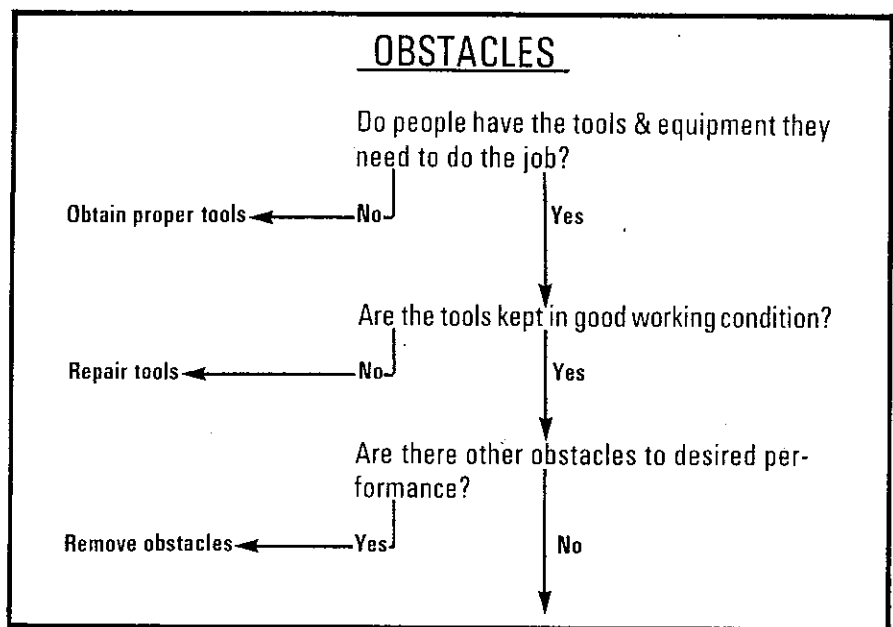 OBSTACLES
Do people have the tools & equipment they
need to do the job?
Obtain proper tools
No
Yes
Are the tools kept in good working condition?
Repair tools
No
Yes
Are there other obstacles to desired per-
formance?
Remove obstacles
Yes
No